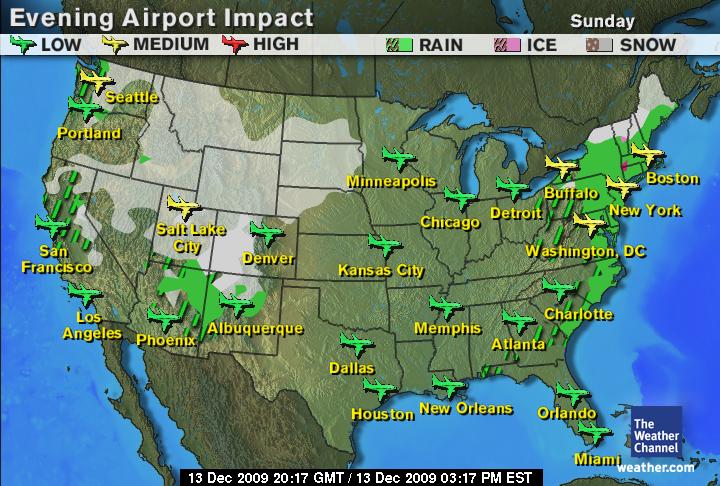 Evening Airport Impact
Sunday
LOW MEDIUM HIGH RAIN ICE SNOW
Seattle
Portland
Minneapolis
Boston
Buffalo
New York
Chicago
Detroit
Salt Lake
City
Denver
Kansas City
Washington, DC
San
Francisco
Los
Angeles
Phoenix
Albuquerque
Memphis
Charlotte
Atlanta
Dallas
Houston
New Orleans
Orlando
Miami
The
Weather
Channel
weather.com
13 Dec 2009 20:17 GMT / 13 Dec 2009 03:17 PM EST